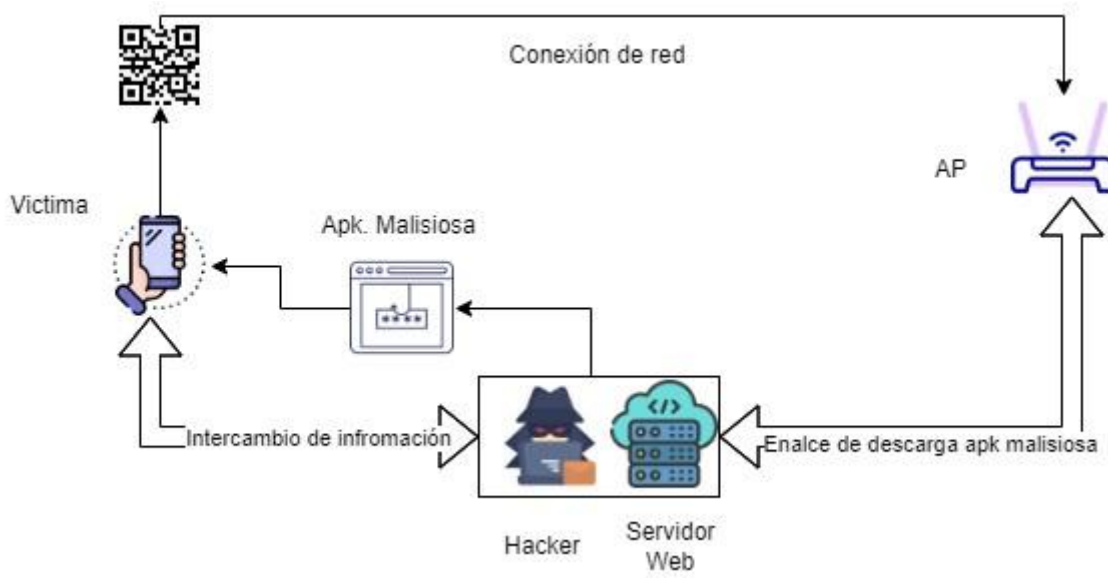 Conexión de red
AP
Victima
Apk. Malisiosa
Intercambio de infromación
Enalce de descarga apk malisiosa
Hacker
Servidor
Web